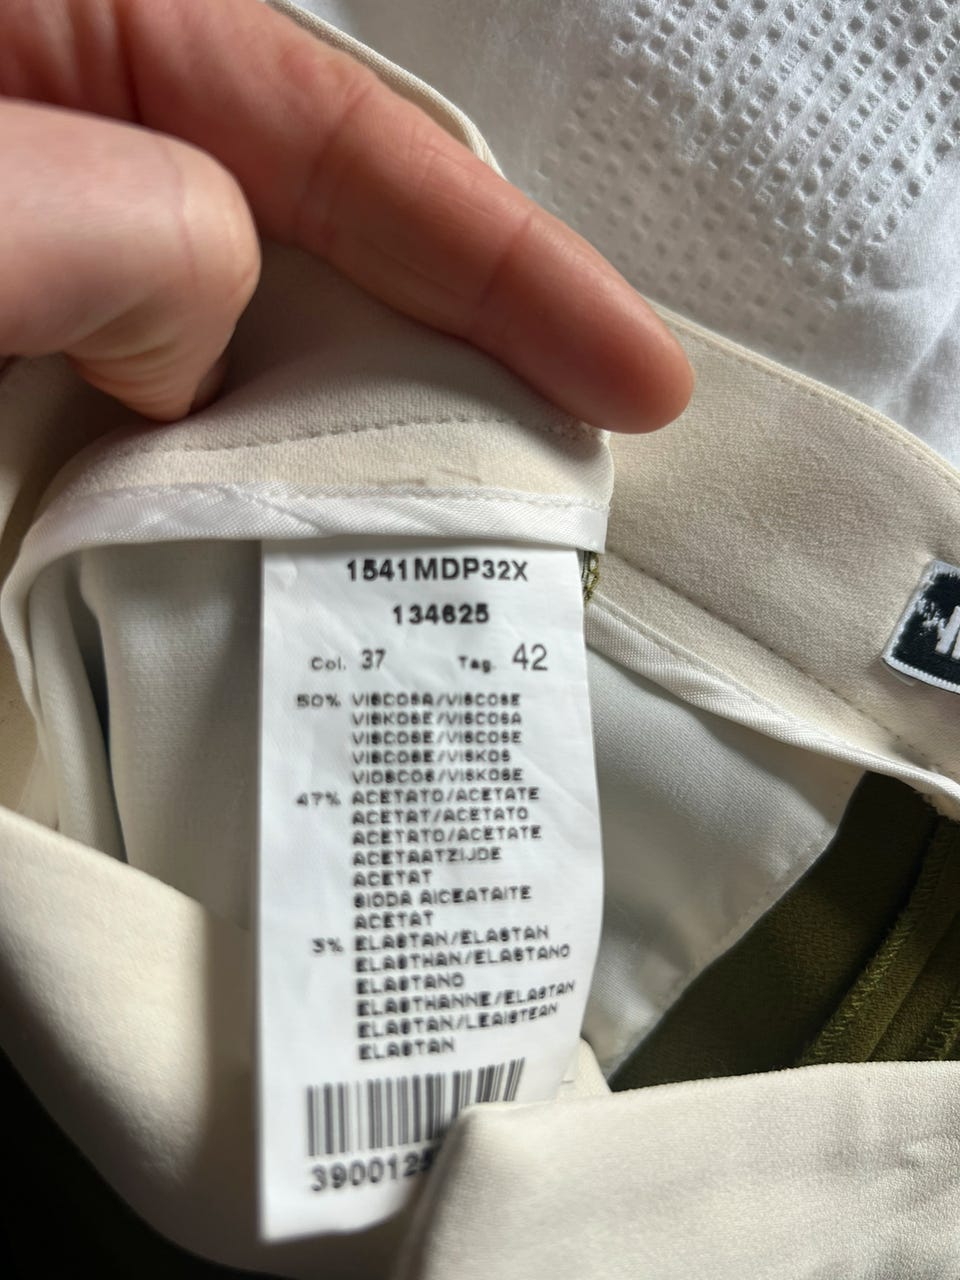 1541MDP32X
134625
Col. 37 Tag. 42
50% VISCOSA/VISCOSE
VISKOSE/VISCOSA
VISCOSE/VISCOSE
VISCOSE/VISKOS
VIOSCOS/VISKOSE
47% ACETATO/ACETATE
ACETAT/ACETATO
ACETATO/ACETATE
ACETAATZIJDE
ACETAT
SIODA AICEATAITE
ACETAT
3% ELASTAN/ELASTAN
ELASTHAN/ELASTANO
ELASTANO
ELASTHANNE/ELASTAN
ELASTAN/LEAISTEAN
ELASTAN